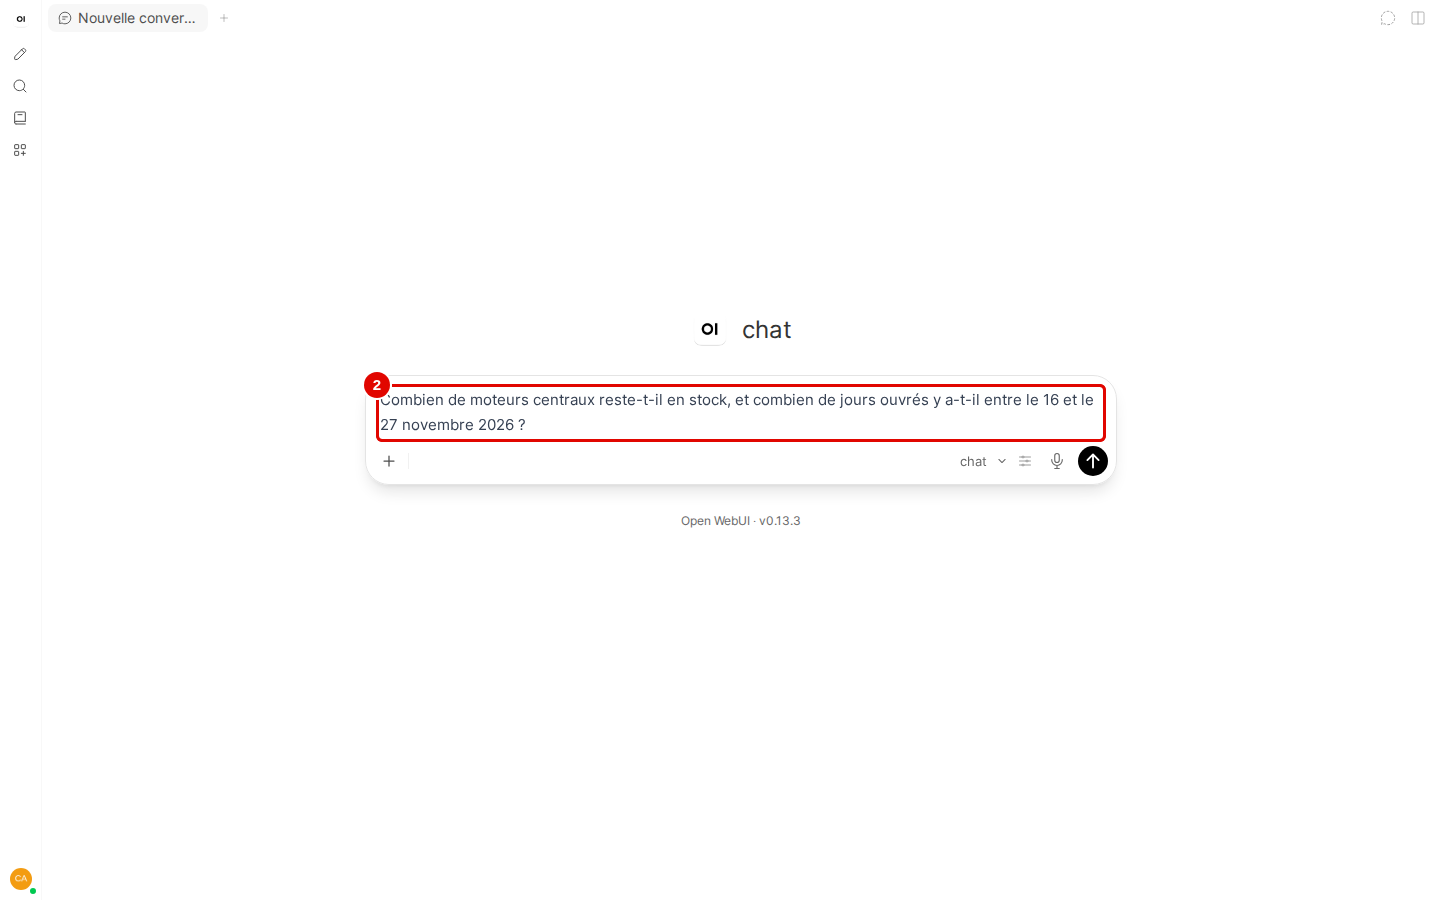 OI
Nouvelle conver...
OI chat
2
Combien de moteurs centraux reste-t-il en stock, et combien de jours ouvrés y a-t-il entre le 16 et le
27 novembre 2026 ?
chat
Open WebUI · v0.13.3
CA